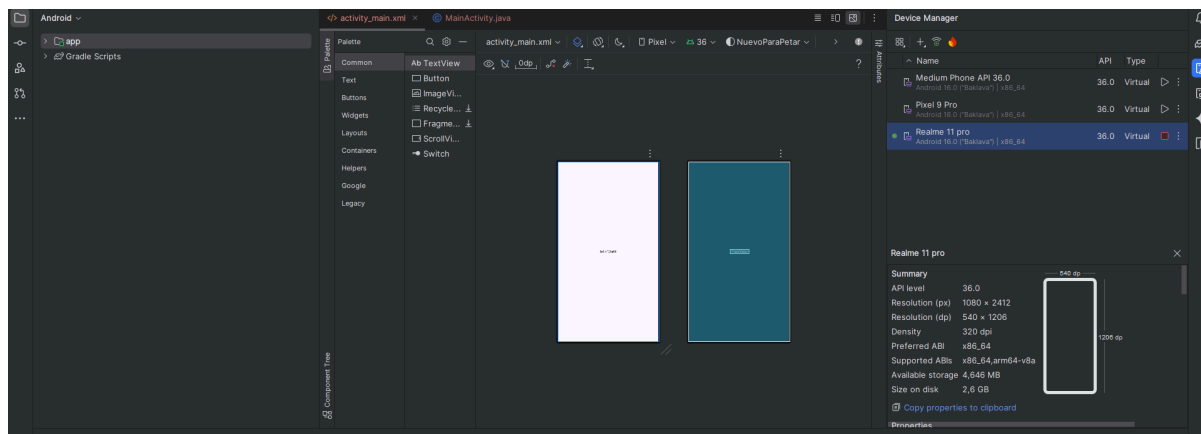 Android
activity_main.xml
MainActivity.java
Device Manager
app
Gradle Scripts
Palette
Palette
activity_main.xml
Pixel
36
NuevoParaPetar
Attributes
Common
Text
Buttons
Widgets
Layouts
Containers
Helpers
Google
Legacy
Ab TextView
Button
ImageVi...
Recycle...
Fragme...
ScrollVi...
Switch
0dp
?
Component Tree
Name API Type
Medium Phone API 36.0 36.0 Virtual
Android 16.0 ("Baklava") | x86_64
Pixel 9 Pro 36.0 Virtual
Android 16.0 ("Baklava") | x86_64
Realme 11 pro 36.0 Virtual
Android 16.0 ("Baklava") | x86_64
Realme 11 pro
Summary
API level 36.0
Resolution (px) 1080 × 2412
Resolution (dp) 540 × 1206
Density 320 dpi
Preferred ABI x86_64
Supported ABIs x86_64,arm64-v8a
Available storage 4,646 MB
Size on disk 2,6 GB
540 dp
1206 dp
Copy properties to clipboard
Properties